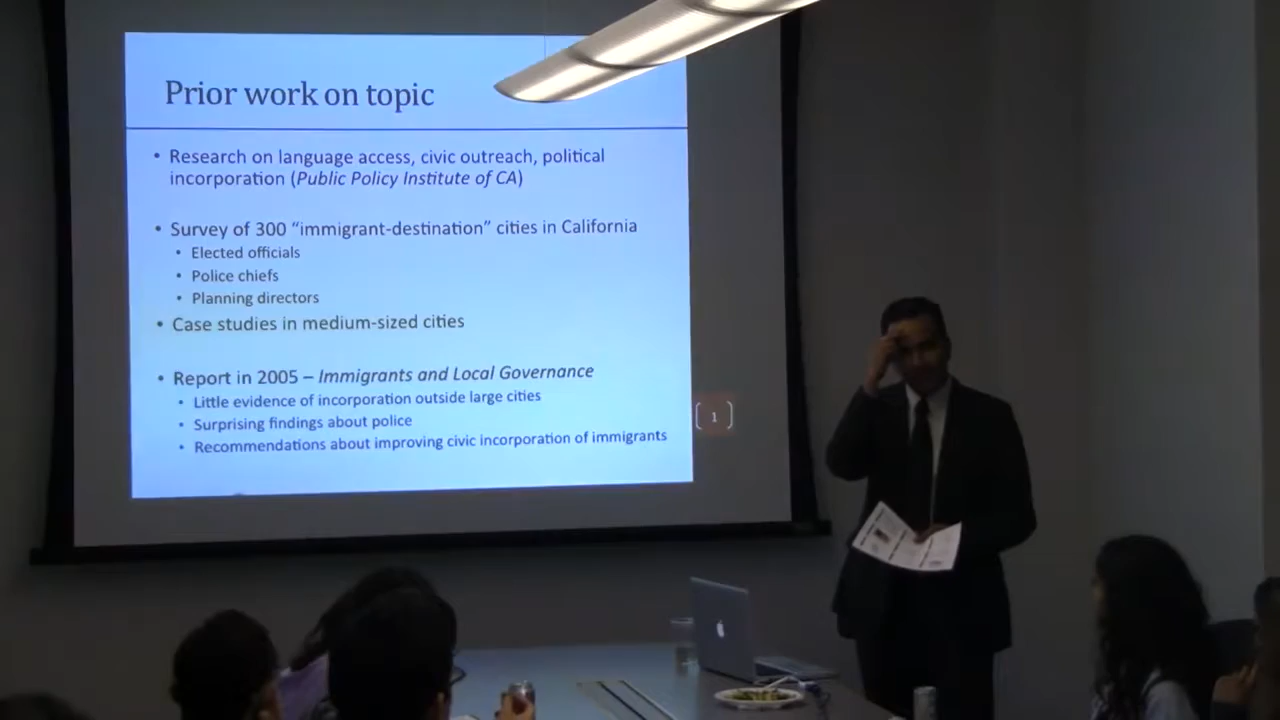 Prior work on topic
• Research on language access, civic outreach, political
incorporation (Public Policy Institute of CA)
• Survey of 300 “immigrant-destination” cities in California
• Elected officials
• Police chiefs
• Planning directors
• Case studies in medium-sized cities
• Report in 2005 – Immigrants and Local Governance
• Little evidence of incorporation outside large cities
• Surprising findings about police
• Recommendations about improving civic incorporation of immigrants
1